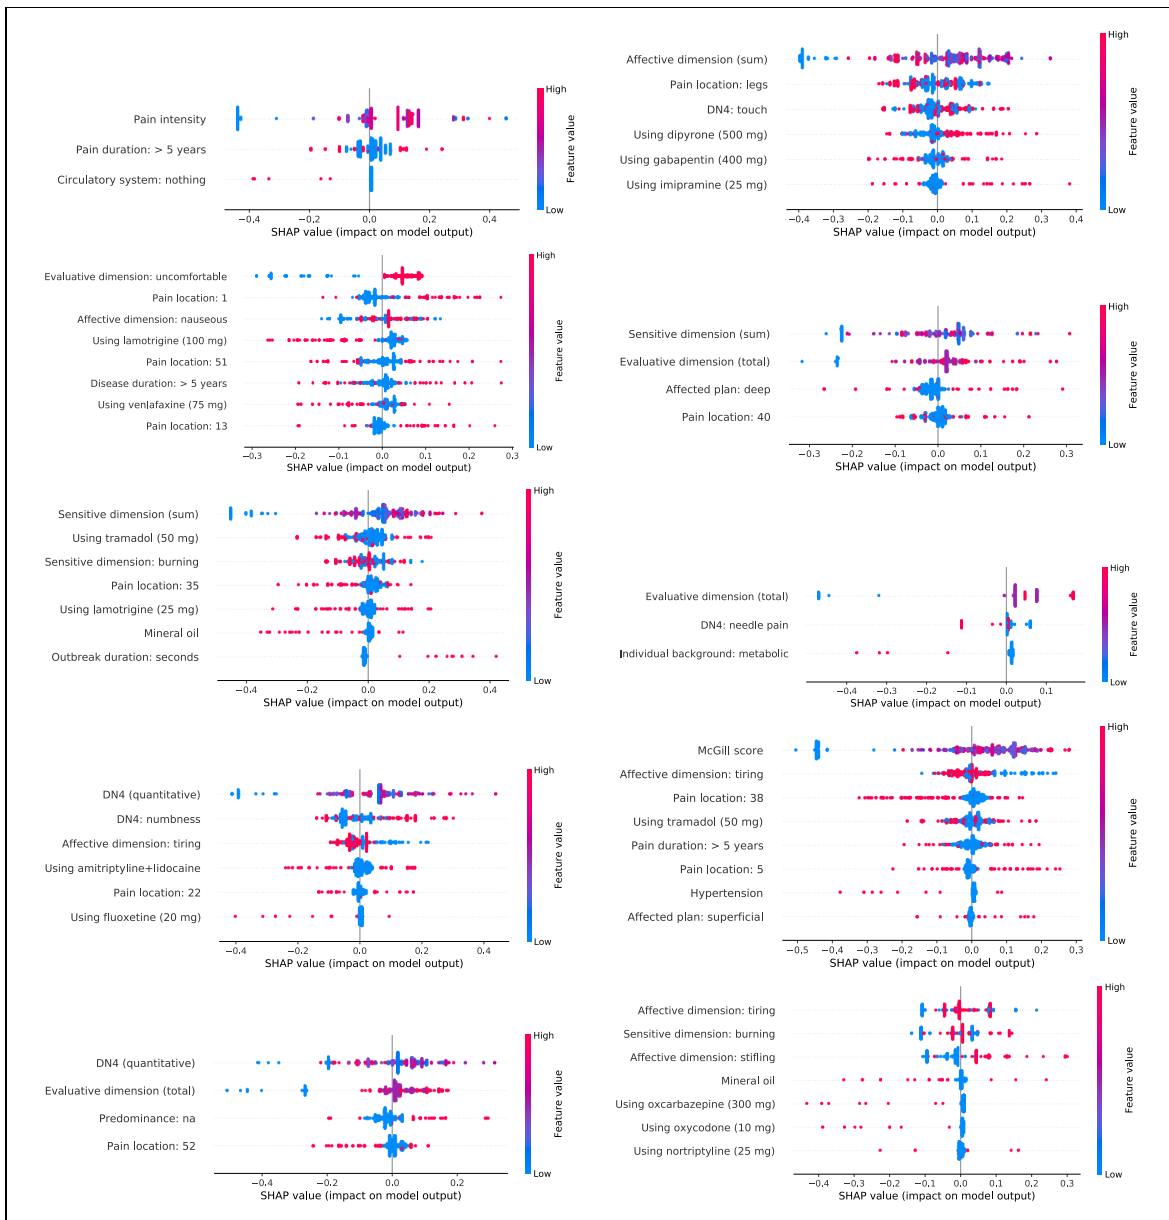 High
Pain intensity
Pain duration: > 5 years
Circulatory system: nothing
Feature value
Low
−0.4 −0.2 0.0 0.2 0.4
SHAP value (impact on model output)
High
Affective dimension (sum)
Pain location: legs
DN4: touch
Using dipyrone (500 mg)
Using gabapentin (400 mg)
Using imipramine (25 mg)
Feature value
Low
−0.4 −0.3 −0.2 −0.1 0.0 0.1 0.2 0.3 0.4
SHAP value (impact on model output)
High
Evaluative dimension: uncomfortable
Pain location: 1
Affective dimension: nauseous
Using lamotrigine (100 mg)
Pain location: 51
Disease duration: > 5 years
Using venlafaxine (75 mg)
Pain location: 13
Feature value
Low
−0.3 −0.2 −0.1 0.0 0.1 0.2 0.3
SHAP value (impact on model output)
High
Sensitive dimension (sum)
Evaluative dimension (total)
Affected plan: deep
Pain location: 40
Feature value
Low
−0.3 −0.2 −0.1 0.0 0.1 0.2 0.3
SHAP value (impact on model output)
High
Sensitive dimension (sum)
Using tramadol (50 mg)
Sensitive dimension: burning
Pain location: 35
Using lamotrigine (25 mg)
Mineral oil
Outbreak duration: seconds
Feature value
Low
−0.4 −0.2 0.0 0.2 0.4
SHAP value (impact on model output)
High
Evaluative dimension (total)
DN4: needle pain
Individual background: metabolic
Feature value
Low
−0.4 −0.3 −0.2 −0.1 0.0 0.1
SHAP value (impact on model output)
High
DN4 (quantitative)
DN4: numbness
Affective dimension: tiring
Using amitriptyline+lidocaine
Pain location: 22
Using fluoxetine (20 mg)
Feature value
Low
−0.4 −0.2 0.0 0.2 0.4
SHAP value (impact on model output)
High
McGill score
Affective dimension: tiring
Pain location: 38
Using tramadol (50 mg)
Pain duration: > 5 years
Pain location: 5
Hypertension
Affected plan: superficial
Feature value
Low
−0.5 −0.4 −0.3 −0.2 −0.1 0.0 0.1 0.2 0.3
SHAP value (impact on model output)
High
DN4 (quantitative)
Evaluative dimension (total)
Predominance: na
Pain location: 52
Feature value
Low
−0.4 −0.2 0.0 0.2
SHAP value (impact on model output)
High
Affective dimension: tiring
Sensitive dimension: burning
Affective dimension: stifling
Mineral oil
Using oxcarbazepine (300 mg)
Using oxycodone (10 mg)
Using nortriptyline (25 mg)
Feature value
Low
−0.4 −0.3 −0.2 −0.1 0.0 0.1 0.2 0.3
SHAP value (impact on model output)